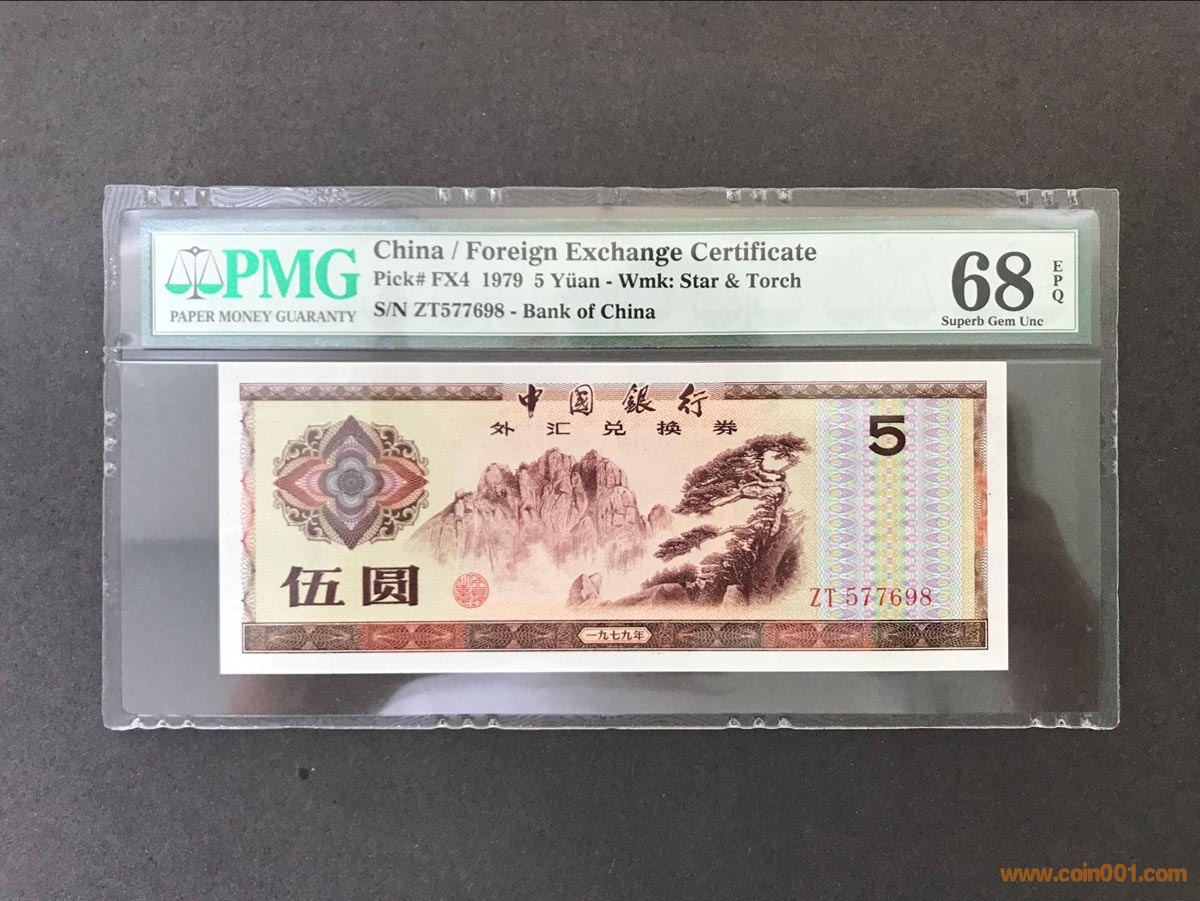 PMG
PAPER MONEY GUARANTY
China / Foreign Exchange Certificate
Pick# FX4 1979 5 Yüan - Wmk: Star & Torch
S/N ZT577698 - Bank of China
68
EPQ
Superb Gem Unc
中国銀行
外汇兑换券
5
伍圆
ZT 577698
一九七九年
www.coin001.com